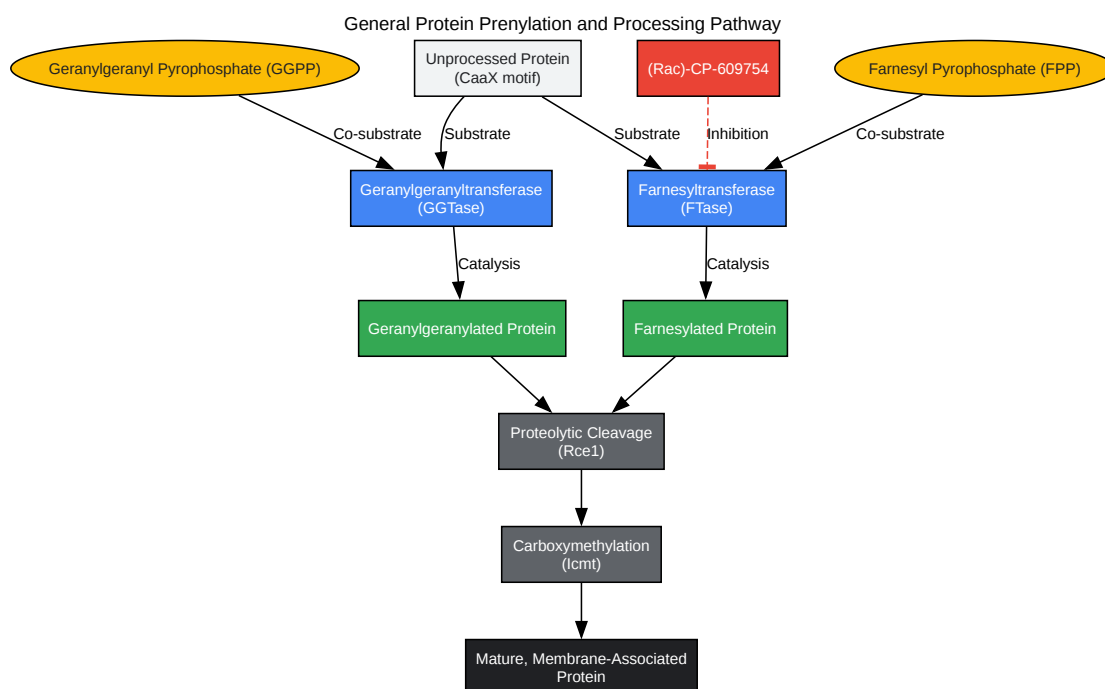 General Protein Prenylation and Processing Pathway
Geranylgeranyl Pyrophosphate (GGPP)
Unprocessed Protein
(CaaX motif)
(Rac)-CP-609754
Farnesyl Pyrophosphate (FPP)
Co-substrate
Substrate
Substrate
Inhibition
Co-substrate
Geranylgeranyltransferase
(GGTase)
Farnesyltransferase
(FTase)
Catalysis
Catalysis
Geranylgeranylated Protein
Farnesylated Protein
Proteolytic Cleavage
(Rce1)
Carboxymethylation
(Icmt)
Mature, Membrane-Associated
Protein